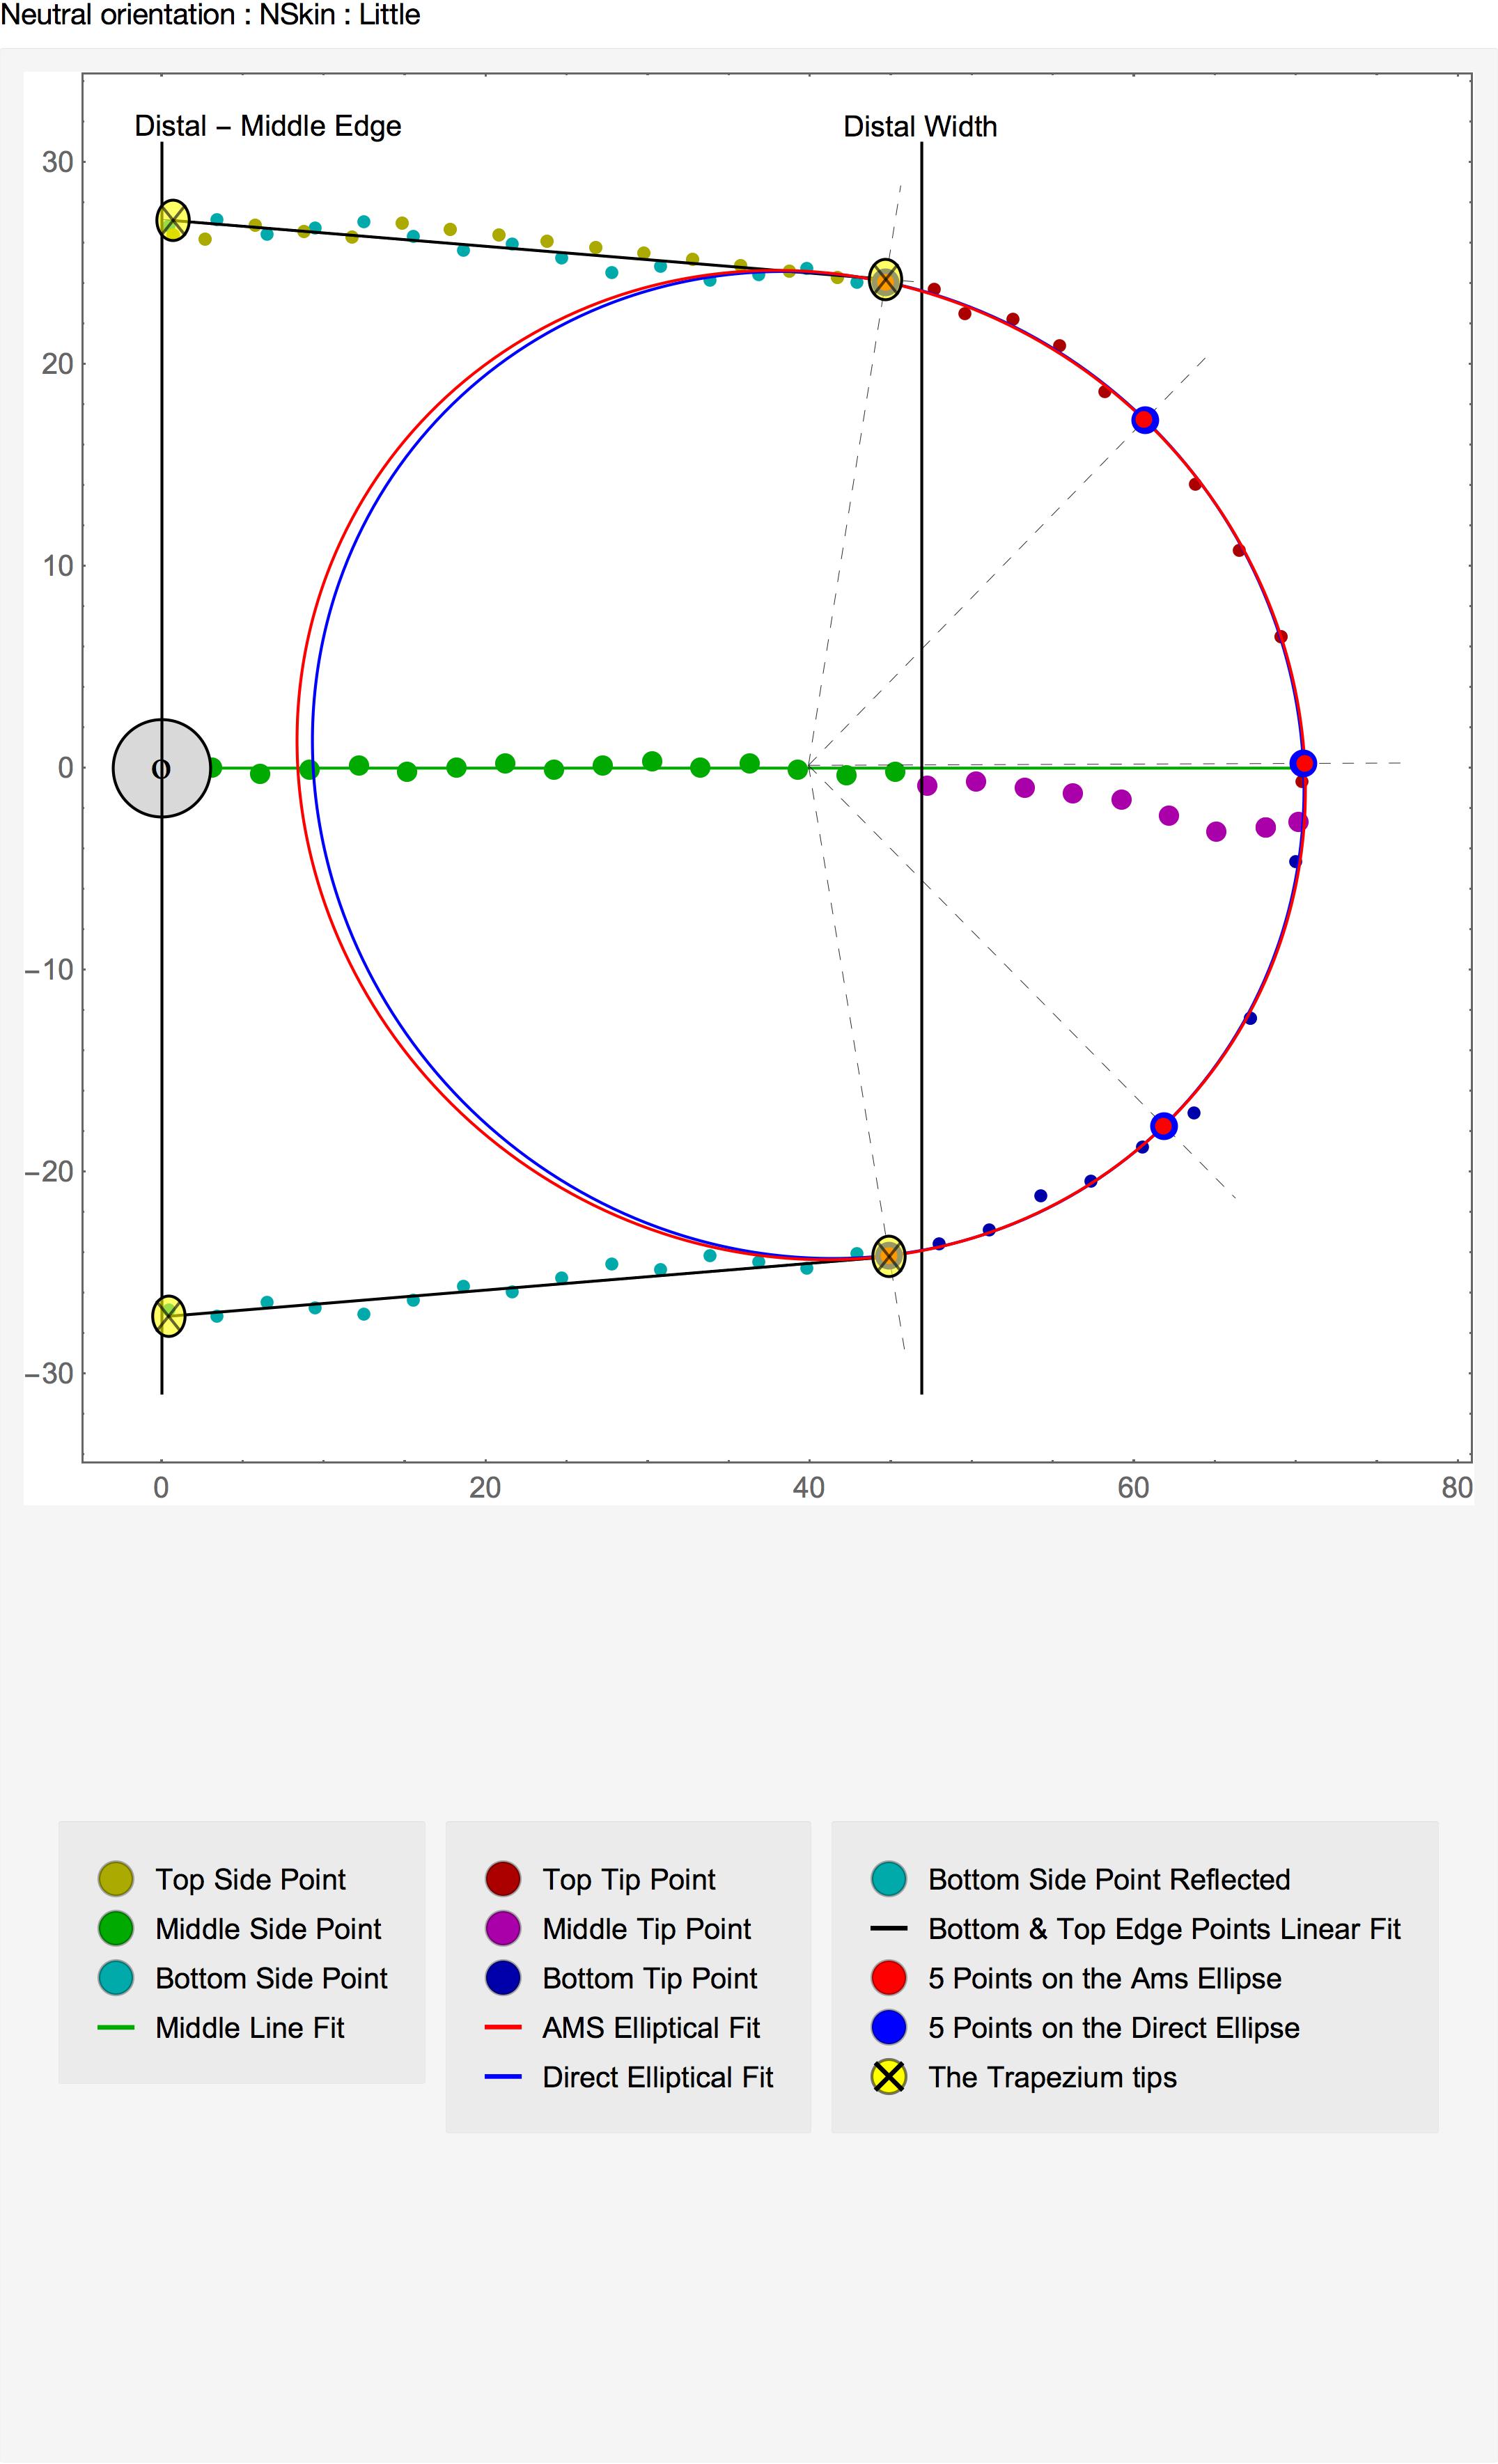 Neutral orientation : NSkin : Little
Distal – Middle Edge
Distal Width
30
20
10
0
–10
–20
–30
O
0
20
40
60
80
Top Side Point
Middle Side Point
Bottom Side Point
Middle Line Fit
Top Tip Point
Middle Tip Point
Bottom Tip Point
AMS Elliptical Fit
Direct Elliptical Fit
Bottom Side Point Reflected
Bottom & Top Edge Points Linear Fit
5 Points on the Ams Ellipse
5 Points on the Direct Ellipse
The Trapezium tips